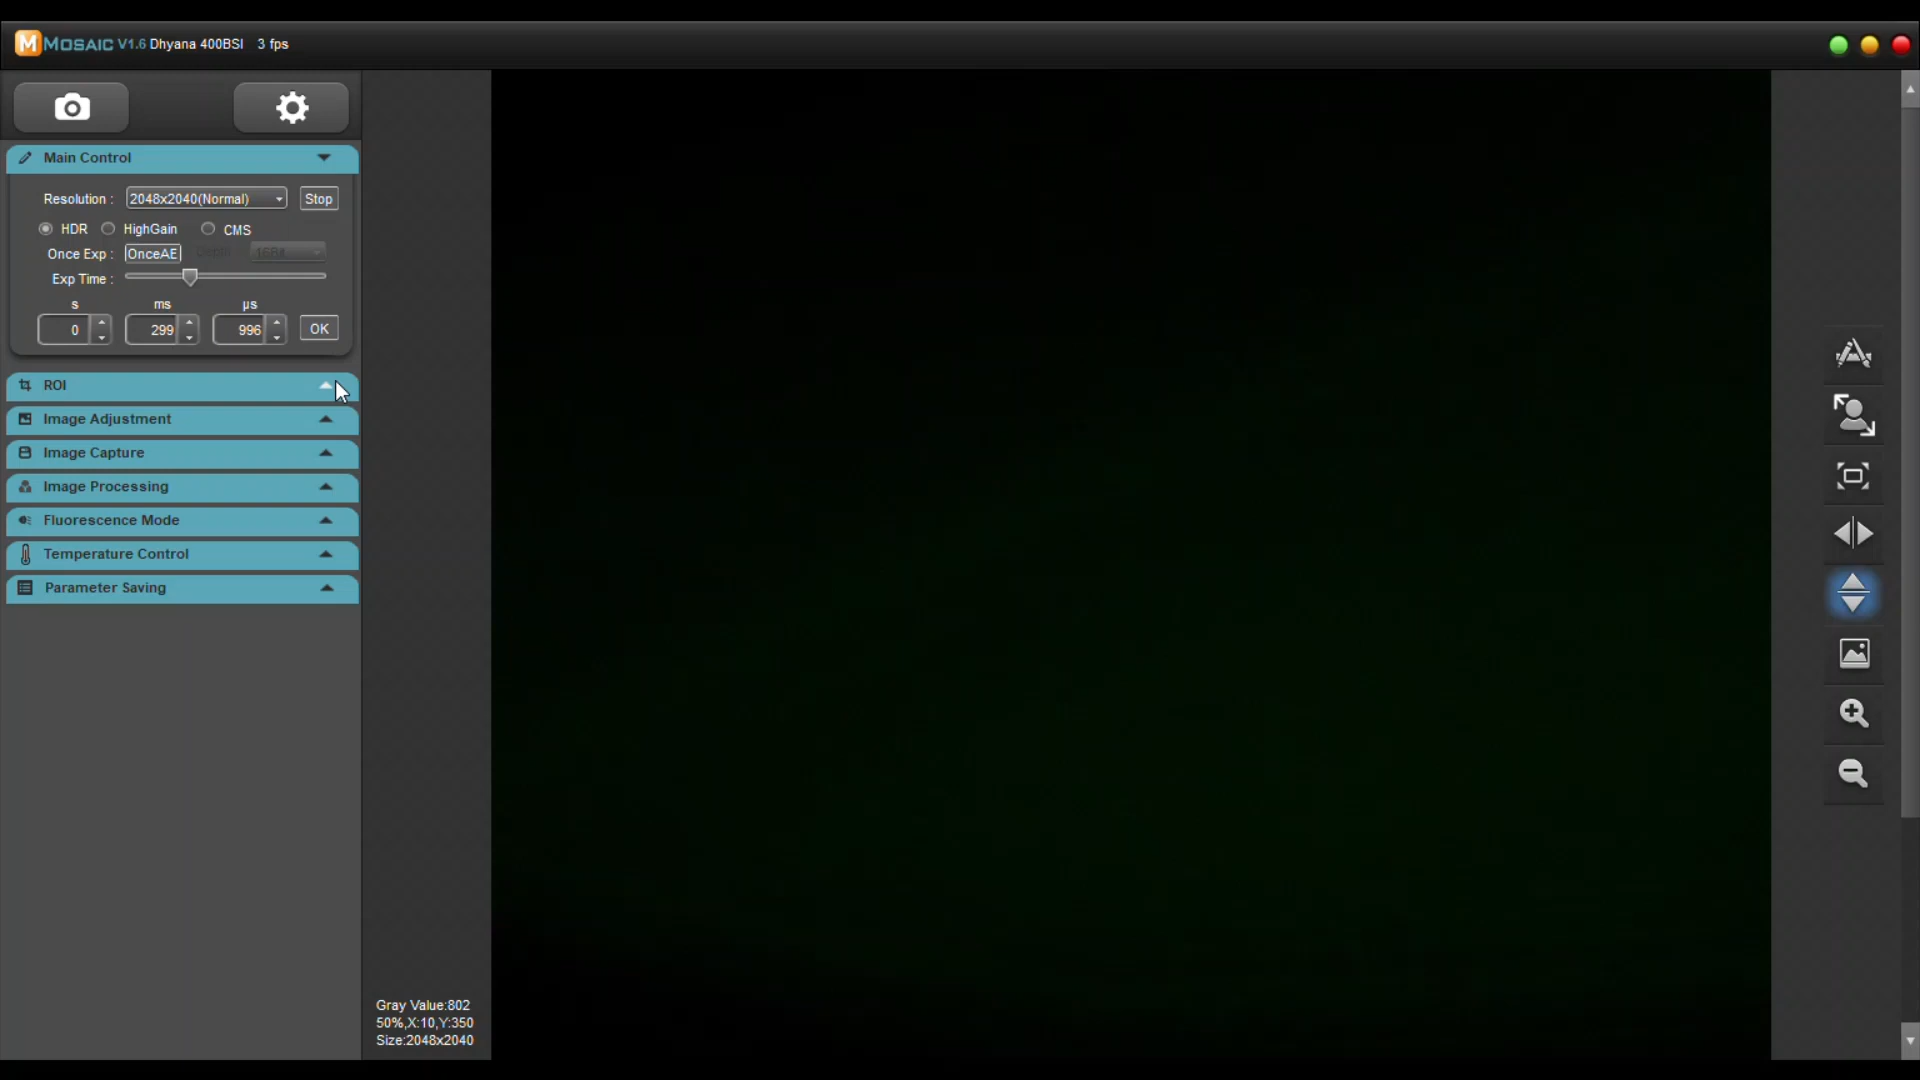 M MOSAIC V1.6 Dhyana 400BSI 3 fps
Main Control
Resolution : 2048x2040(Normal) Stop
HDR HighGain CMS
Once Exp : OnceAE Depth 16Bit
Exp Time :
s ms µs
0 299 996 OK
ROI
Image Adjustment
Image Capture
Image Processing
Fluorescence Mode
Temperature Control
Parameter Saving
Gray Value:802
50%,X:10,Y:350
Size:2048x2040